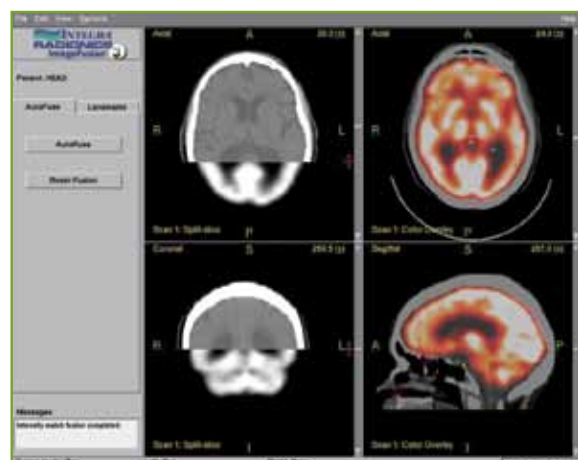 File Edit View Options Help
INTEGRA
RADIONICS
ImageFusion
Patient: HEAD
AutoFuse Landmarks
AutoFuse
Reset Fusion
Messages
Intensity match fusion completed.
Axial A
R L
Scan 1: Split-slice P
Axial A
R L
Scan 1: Color Overlay P
Coronal S
R L
Scan 1: Split-slice I
Sagittal S
A P
Scan 1: Color Overlay I